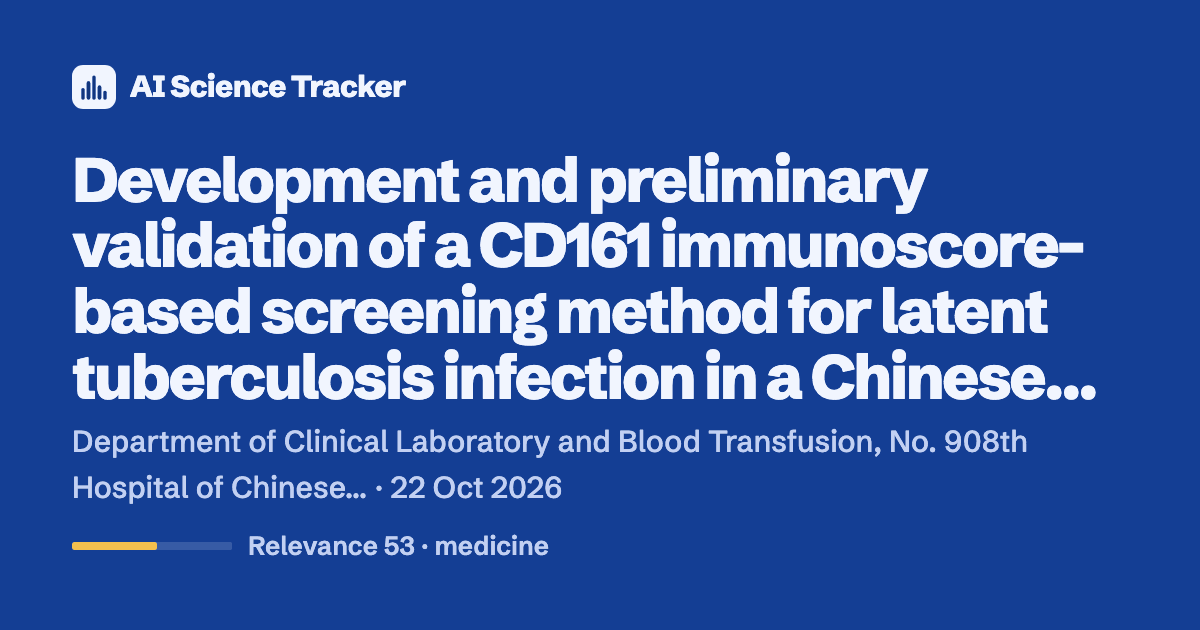 AI Science Tracker
Development and preliminary
validation of a CD161 immunoscore-
based screening method for latent
tuberculosis infection in a Chinese...
Department of Clinical Laboratory and Blood Transfusion, No. 908th
Hospital of Chinese... · 22 Oct 2026
Relevance 53 · medicine